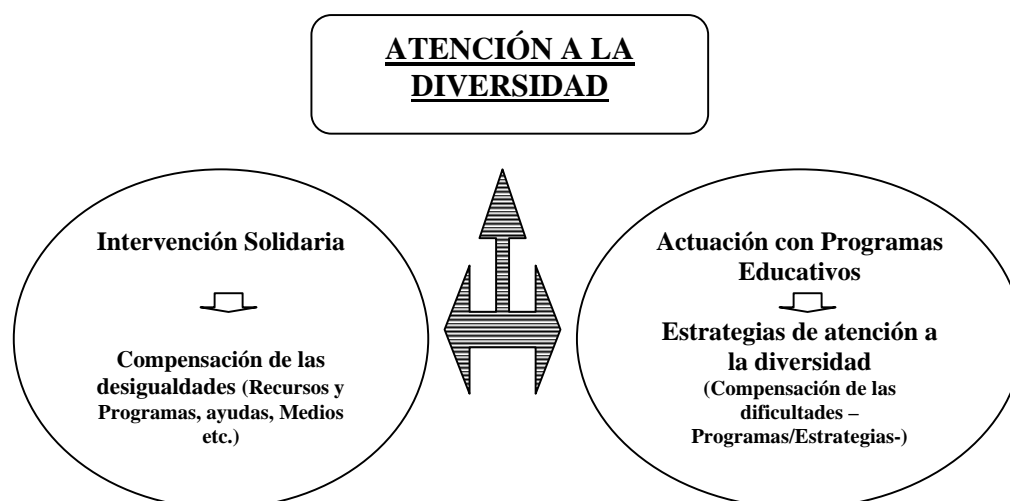 ATENCIÓN A LA
DIVERSIDAD
Intervención Solidaria
Compensación de las
desigualdades (Recursos y
Programas, ayudas, Medios
etc.)
Actuación con Programas
Educativos
Estrategias de atención a
la diversidad
(Compensación de las
dificultades –
Programas/Estrategias-)